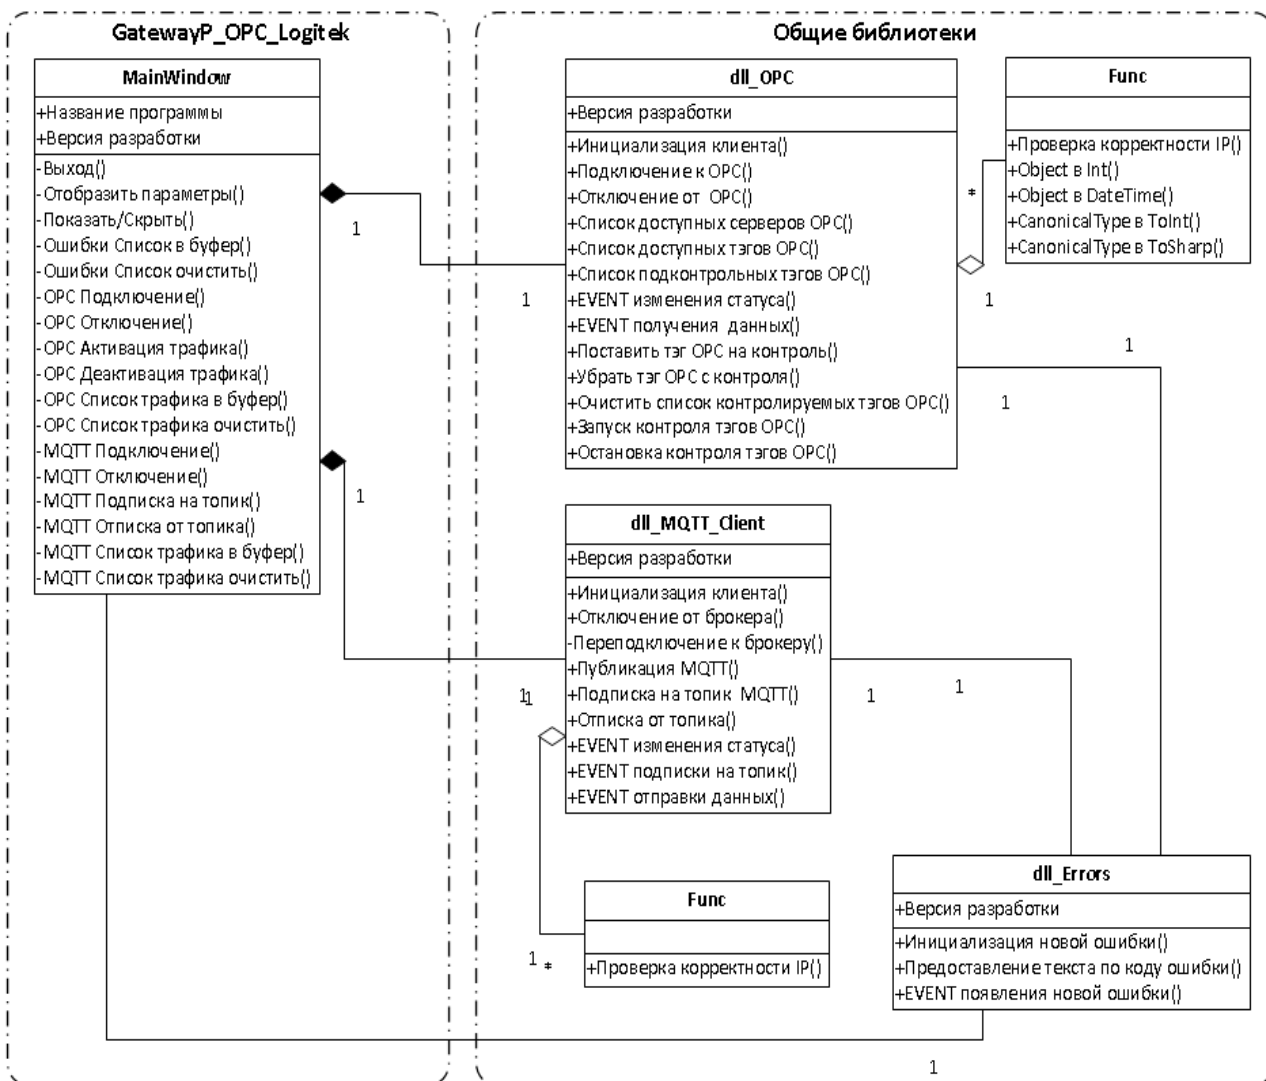 GatewayP_OPC_Logitek
MainWindow
+Название программы
+Версия разработки
-Выход()
-Отобразить параметры()
-Показать/Скрыть()
-Ошибки Список в буфер()
-Ошибки Список очистить()
-OPC Подключение()
-OPC Отключение()
-OPC Активация трафика()
-OPC Деактивация трафика()
-OPC Список трафика в буфер()
-OPC Список трафика очистить()
-MQTT Подключение()
-MQTT Отключение()
-MQTT Подписка на топик()
-MQTT Отписка от топика()
-MQTT Список трафика в буфер()
-MQTT Список трафика очистить()
1
1
Общие библиотеки
dll_OPC
+Версия разработки
+Инициализация клиента()
+Подключение к OPC()
+Отключение от OPC()
+Список доступных серверов OPC()
+Список доступных тэгов OPC()
+Список подконтрольных тэгов OPC()
+EVENT изменения статуса()
+EVENT получения данных()
+Поставить тэг OPC на контроль()
+Убрать тэг OPC с контроля()
+Очистить список контролируемых тэгов OPC()
+Запуск контроля тэгов OPC()
+Остановка контроля тэгов OPC()
1
Func
+Проверка корректности IP()
+Object в Int()
+Object в DateTime()
+CanonicalType в ToInt()
+CanonicalType в ToSharp()
*
1
1
1
dll_MQTT_Client
+Версия разработки
+Инициализация клиента()
+Отключение от брокера()
-Переподключение к брокеру()
+Публикация MQTT()
+Подписка на топик MQTT()
+Отписка от топика()
+EVENT изменения статуса()
+EVENT подписки на топик()
+EVENT отправки данных()
1
1
1
1
Func
+Проверка корректности IP()
1
*
dll_Errors
+Версия разработки
+Инициализация новой ошибки()
+Предоставление текста по коду ошибки()
+EVENT появления новой ошибки()
1